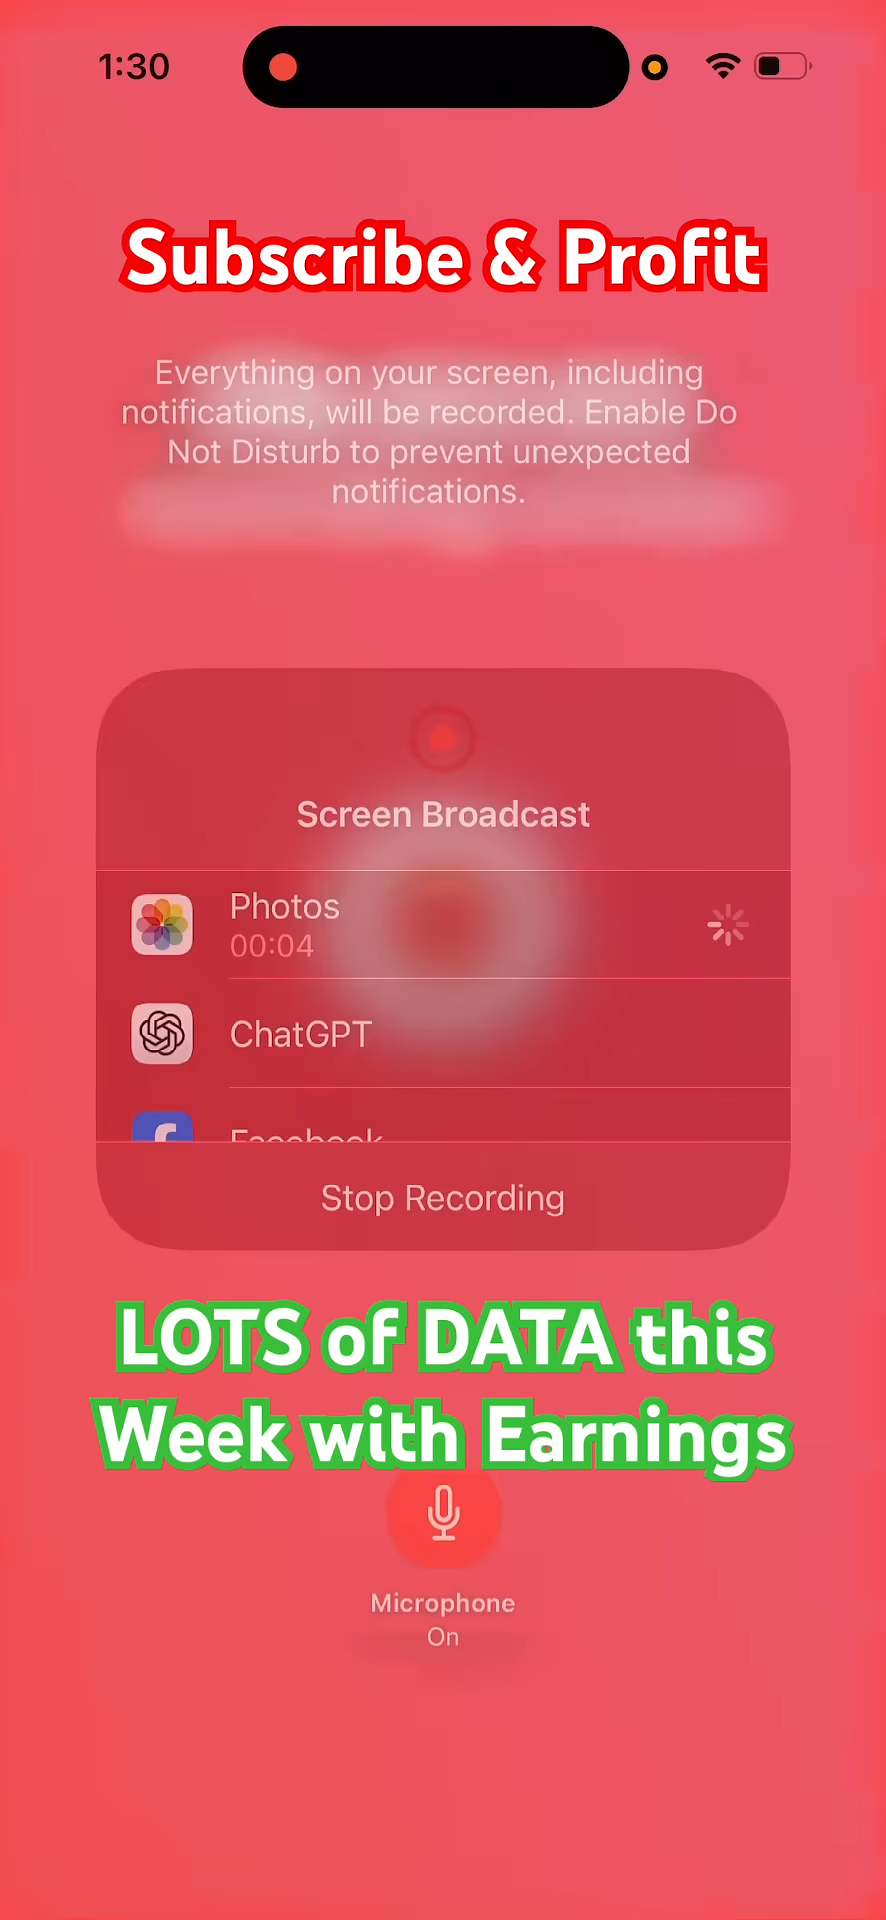 1:30
Subscribe & Profit
Everything on your screen, including
notifications, will be recorded. Enable Do
Not Disturb to prevent unexpected
notifications.
Screen Broadcast
Photos
00:04
ChatGPT
Facebook
Stop Recording
LOTS of DATA this
Week with Earnings
Microphone
On